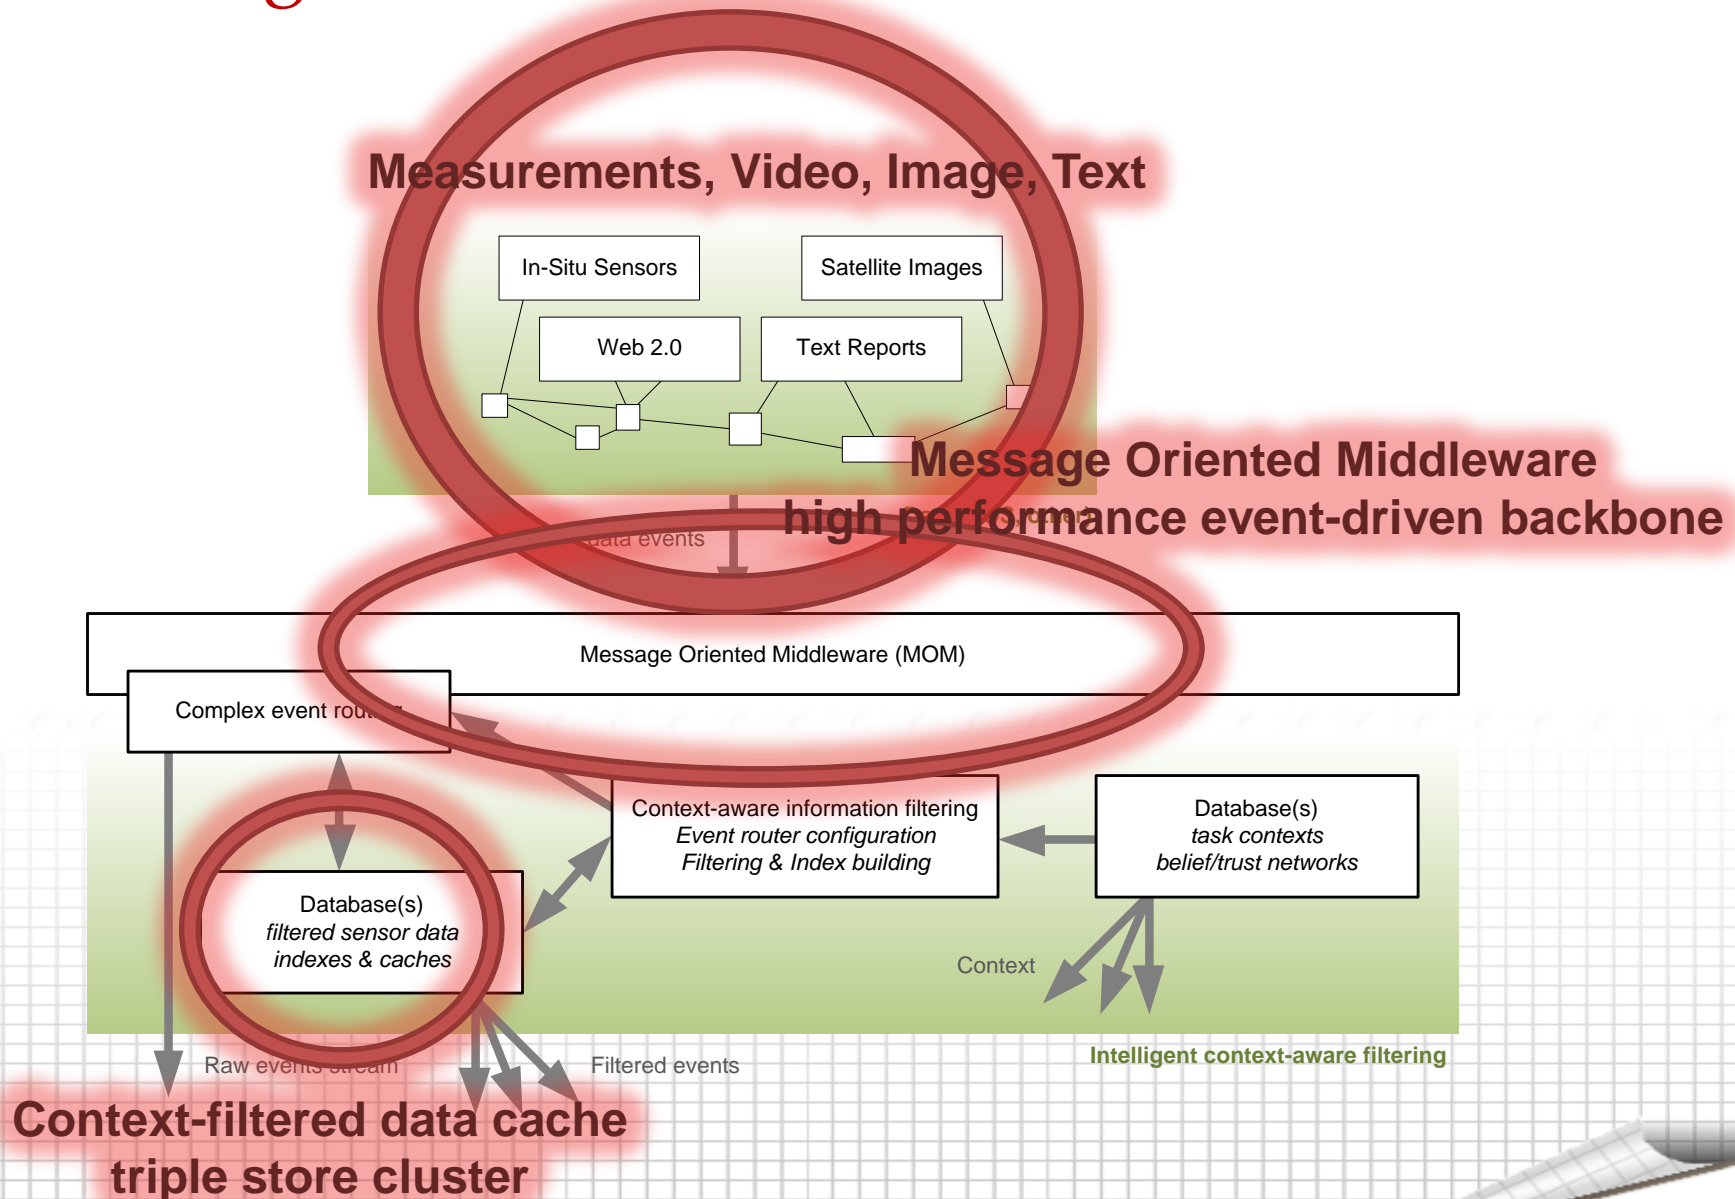 Measurements, Video, Image, Text
In-Situ Sensors
Satellite Images
Web 2.0
Text Reports
Message Oriented Middleware
high performance event-driven backbone
data events
Message Oriented Middleware (MOM)
Complex event routing
Context-aware information filtering
Event router configuration
Filtering & Index building
Database(s)
task contexts
belief/trust networks
Database(s)
filtered sensor data
indexes & caches
Context
Raw events stream
Filtered events
Intelligent context-aware filtering
Context-filtered data cache
triple store cluster